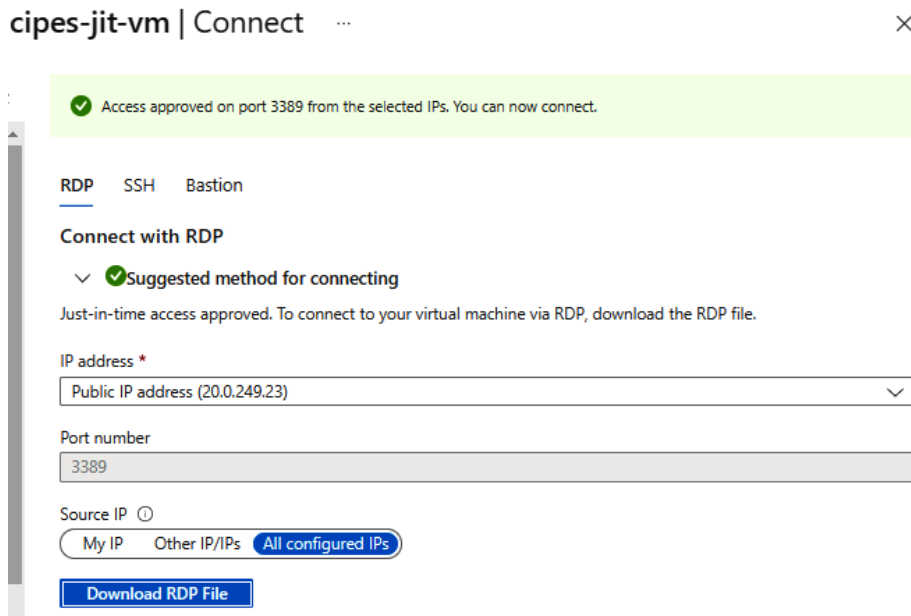 cipes-jit-vm | Connect ...
Access approved on port 3389 from the selected IPs. You can now connect.
RDP SSH Bastion
Connect with RDP
Suggested method for connecting
Just-in-time access approved. To connect to your virtual machine via RDP, download the RDP file.
IP address *
Public IP address (20.0.249.23)
Port number
3389
Source IP
My IP Other IP/IPs All configured IPs
Download RDP File